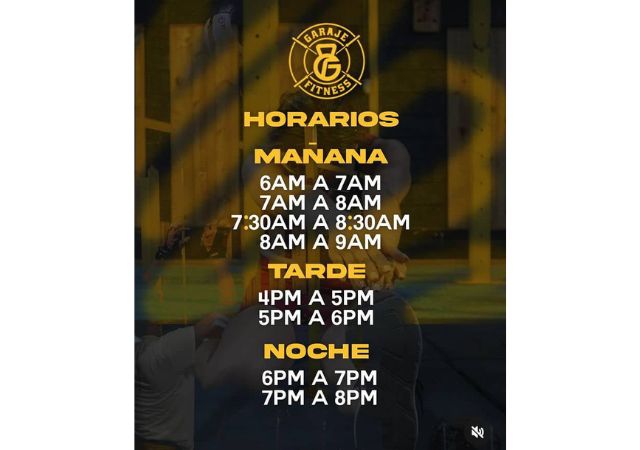 GARAJE
FITNESS
HORARIOS
MAÑANA
6AM A 7AM
7AM A 8AM
7:30AM A 8:30AM
8AM A 9AM
TARDE
4PM A 5PM
5PM A 6PM
NOCHE
6PM A 7PM
7PM A 8PM